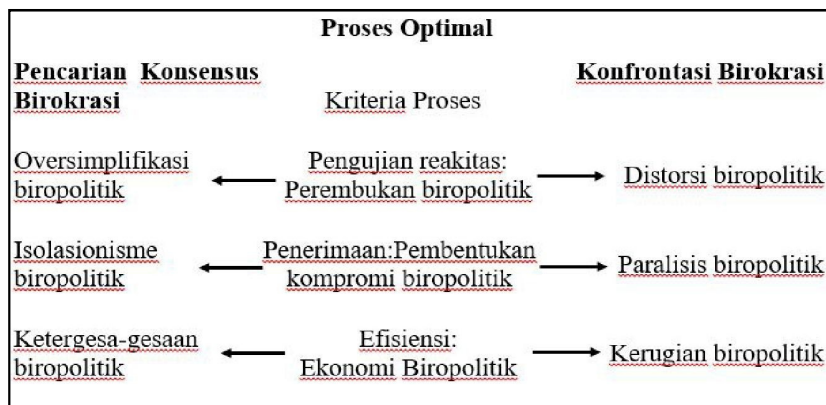 Proses Optimal
Pencarian Konsensus Birokrasi
Kriteria Proses
Konfrontasi Birokrasi
Oversimplifikasi
biropolitik
Pengujian reakitas:
Perembukan biropolitik
Distorsi biropolitik
Isolasionisme
biropolitik
Penerimaan:Pembentukan
kompromi biropolitik
Paralisis biropolitik
Ketergesa-gesaan
biropolitik
Efisiensi:
Ekonomi Biropolitik
Kerugian biropolitik